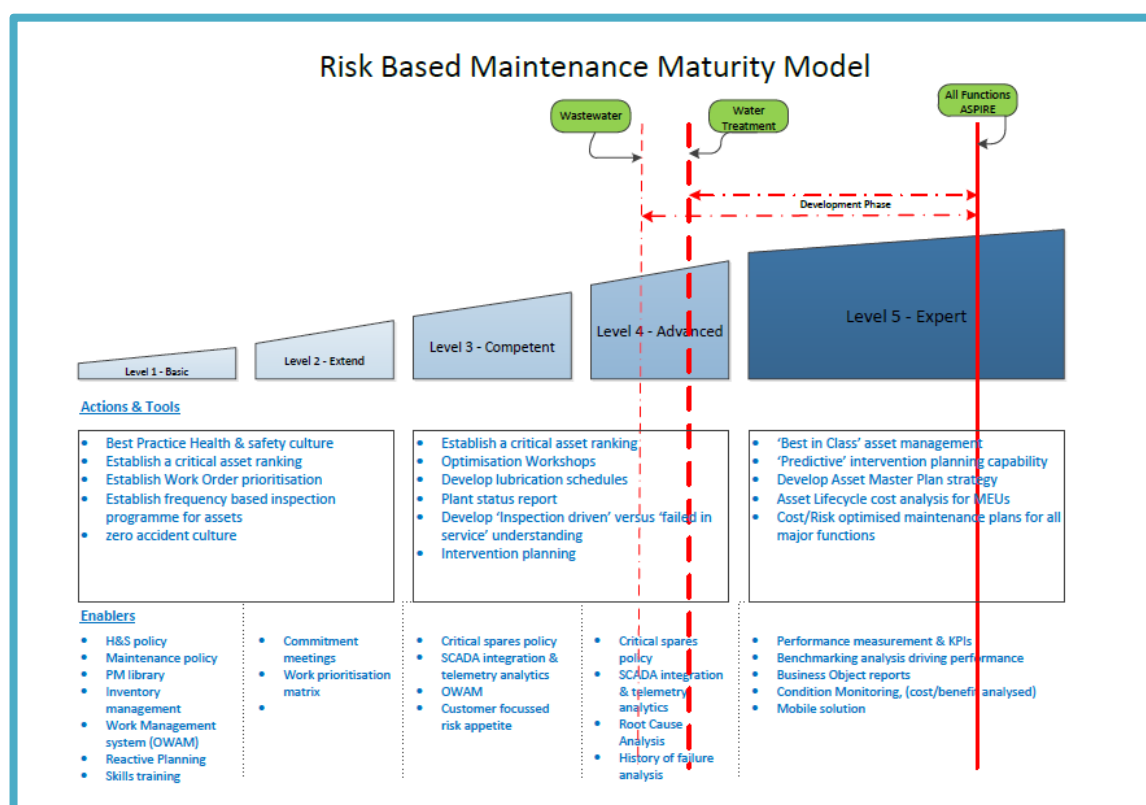 Risk Based Maintenance Maturity Model
Wastewater
Water
Treatment
All Functions
ASPIRE
Development Phase
Level 1 - Basic
Level 2 - Extend
Level 3 - Competent
Level 4 - Advanced
Level 5 - Expert
Actions & Tools
• Best Practice Health & safety culture
• Establish a critical asset ranking
• Establish Work Order prioritisation
• Establish frequency based inspection
programme for assets
• zero accident culture
• Establish a critical asset ranking
• Optimisation Workshops
• Develop lubrication schedules
• Plant status report
• Develop ‘Inspection driven’ versus ‘failed in
service’ understanding
• Intervention planning
• ‘Best in Class’ asset management
• ‘Predictive’ intervention planning capability
• Develop Asset Master Plan strategy
• Asset Lifecycle cost analysis for MEUs
• Cost/Risk optimised maintenance plans for all
major functions
Enablers
• H&S policy
• Maintenance policy
• PM library
• Inventory
management
• Work Management
system (OWAM)
• Reactive Planning
• Skills training
• Commitment
meetings
• Work prioritisation
matrix
•
• Critical spares policy
• SCADA integration &
telemetry analytics
• OWAM
• Customer focussed
risk appetite
• Critical spares
policy
• SCADA integration
& telemetry
analytics
• Root Cause
Analysis
• History of failure
analysis
• Performance measurement & KPIs
• Benchmarking analysis driving performance
• Business Object reports
• Condition Monitoring, (cost/benefit analysed)
• Mobile solution